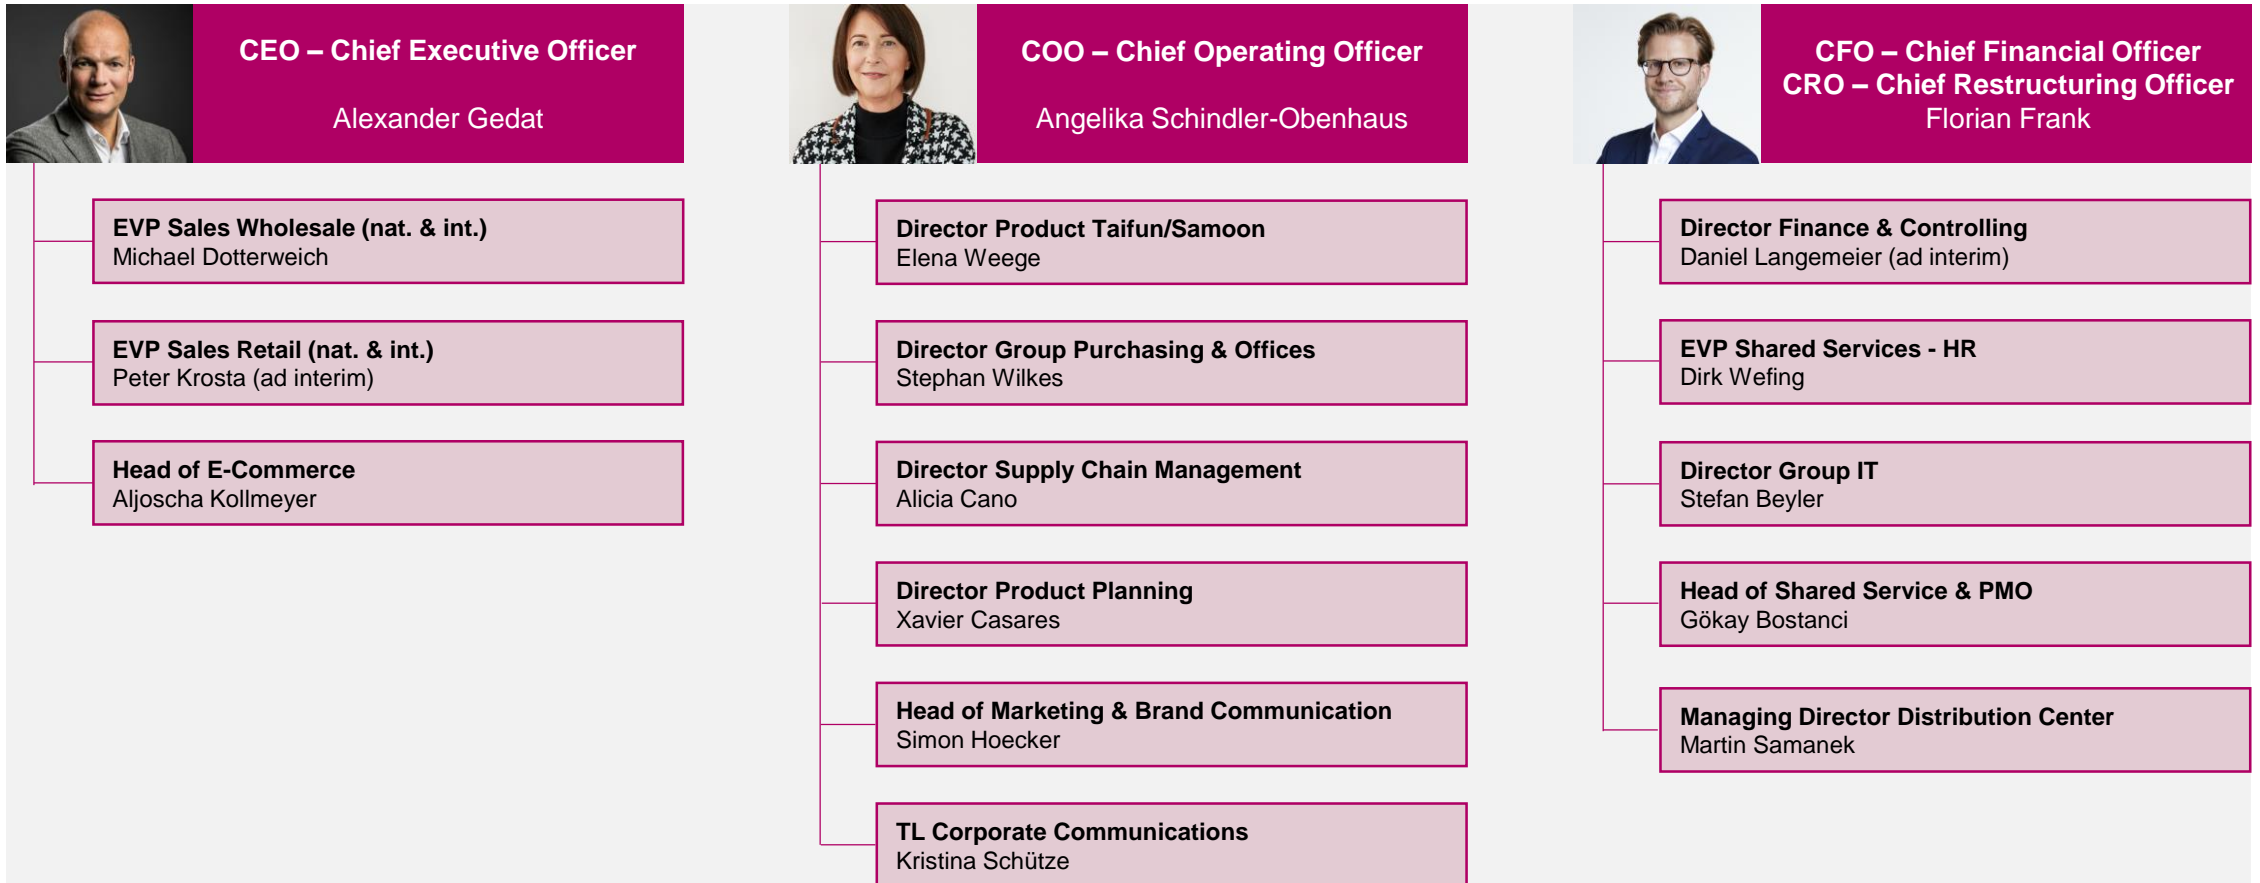 CEO – Chief Executive Officer
Alexander Gedat
EVP Sales Wholesale (nat. & int.)
Michael Dotterweich
EVP Sales Retail (nat. & int.)
Peter Krosta (ad interim)
Head of E-Commerce
Aljoscha Kollmeyer
COO – Chief Operating Officer
Angelika Schindler-Obenhaus
Director Product Taifun/Samoon
Elena Weege
Director Group Purchasing & Offices
Stephan Wilkes
Director Supply Chain Management
Alicia Cano
Director Product Planning
Xavier Casares
Head of Marketing & Brand Communication
Simon Hoecker
TL Corporate Communications
Kristina Schütze
CFO – Chief Financial Officer
CRO – Chief Restructuring Officer
Florian Frank
Director Finance & Controlling
Daniel Langemeier (ad interim)
EVP Shared Services - HR
Dirk Wefing
Director Group IT
Stefan Beyler
Head of Shared Service & PMO
Gökay Bostanci
Managing Director Distribution Center
Martin Samanek